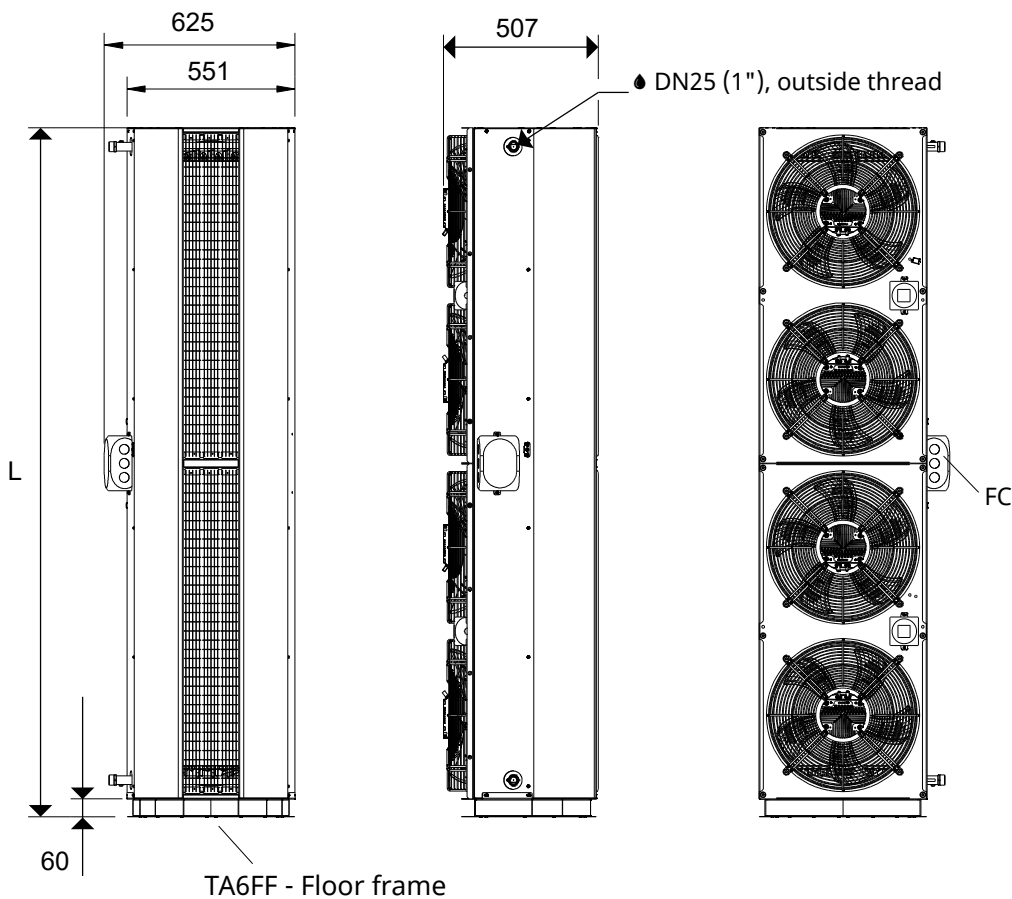 625
507
551
DN25 (1"), outside thread
L
FC
60
TA6FF - Floor frame